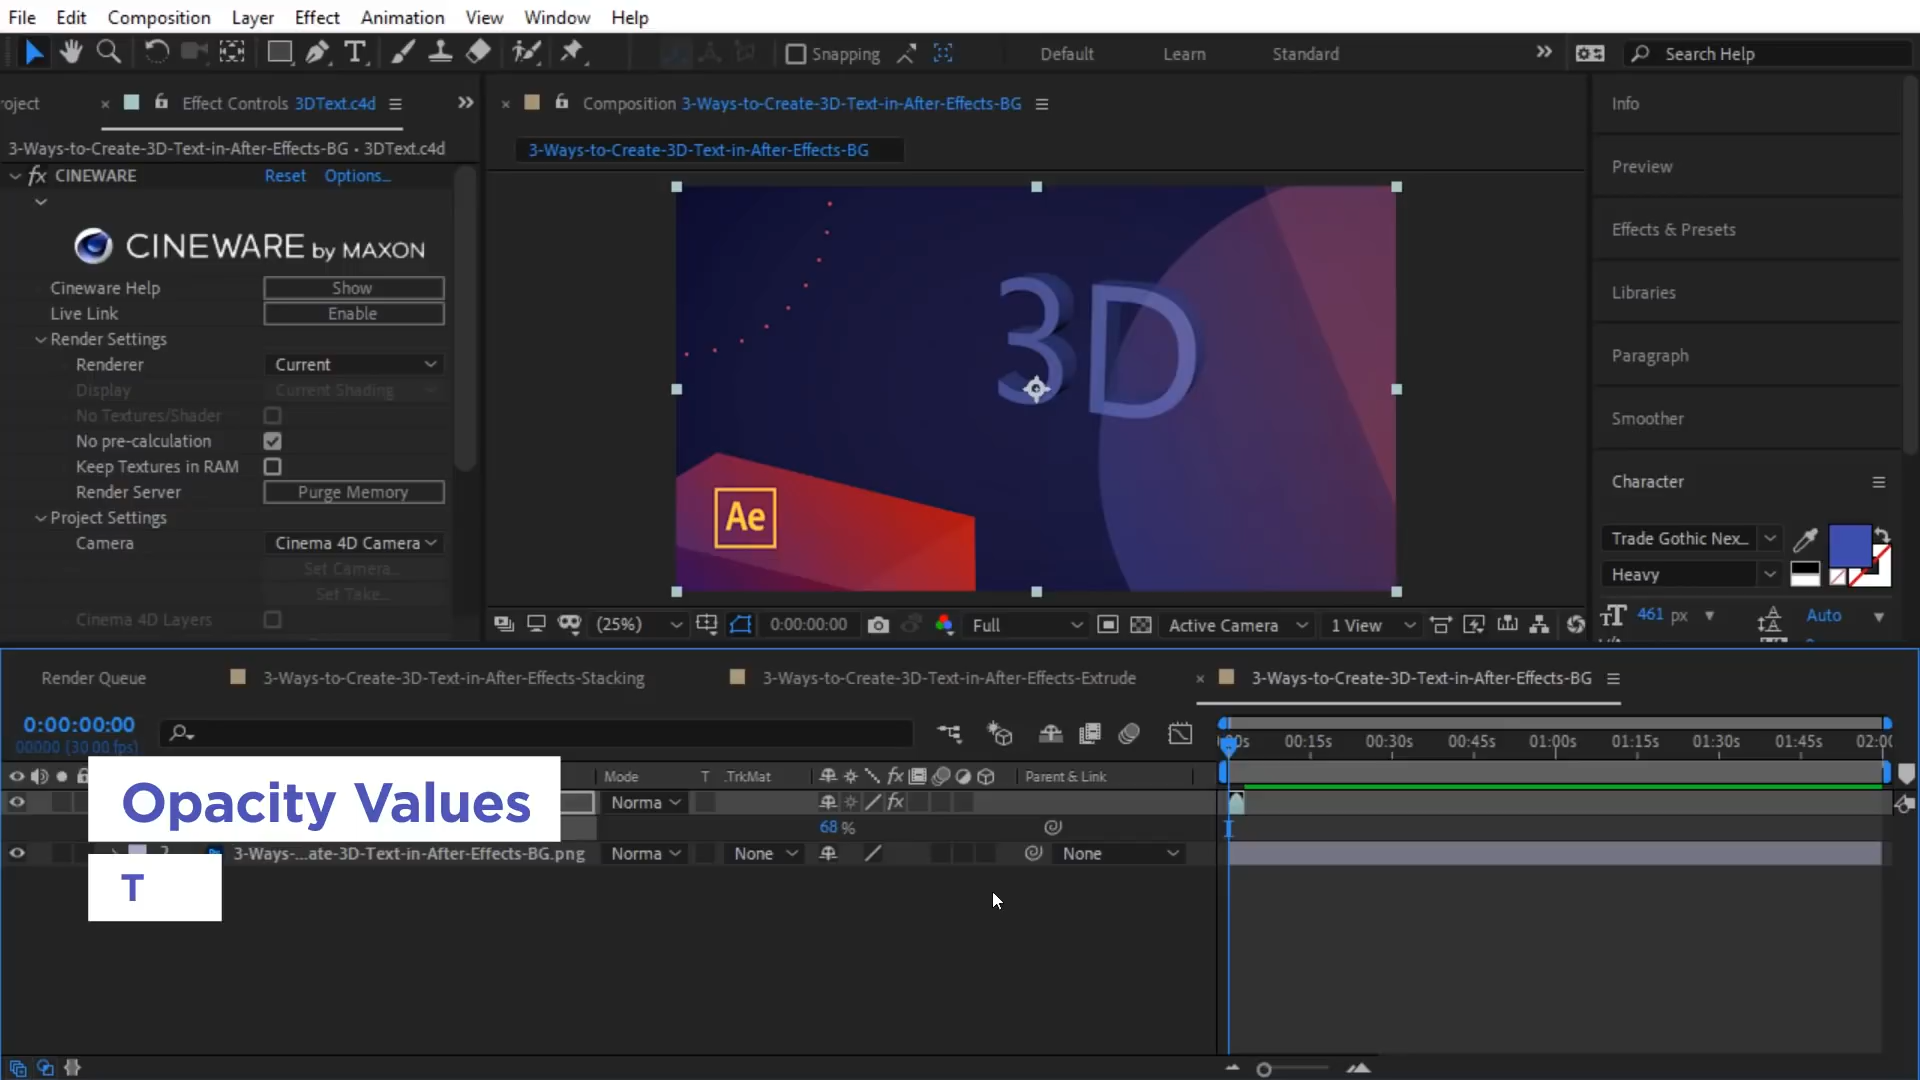 File Edit Composition Layer Effect Animation View Window Help
Snapping Default Learn Standard Search Help
roject Effect Controls 3DText.c4d
Composition 3-Ways-to-Create-3D-Text-in-After-Effects-BG
Info
3-Ways-to-Create-3D-Text-in-After-Effects-BG • 3DText.c4d
3-Ways-to-Create-3D-Text-in-After-Effects-BG
fx CINEWARE Reset Options...
Preview
Effects & Presets
CINEWARE by MAXON
Cineware Help Show
Libraries
Live Link Enable
Render Settings
Paragraph
Renderer Current
Display Current Shading
No Textures/Shader
Smoother
No pre-calculation
Keep Textures in RAM
Character
Render Server Purge Memory
Project Settings
Trade Gothic Nex...
Camera Cinema 4D Camera
Set Camera...
Heavy
Set Take...
Cinema 4D Layers
461 px Auto
3D
Ae
(25%) 0:00:00:00 Full Active Camera 1 View
Render Queue 3-Ways-to-Create-3D-Text-in-After-Effects-Stacking 3-Ways-to-Create-3D-Text-in-After-Effects-Extrude 3-Ways-to-Create-3D-Text-in-After-Effects-BG
0:00:00:00
00000 (30.00 fps)
00s 00:15s 00:30s 00:45s 01:00s 01:15s 01:30s 01:45s 02:00
Mode T .TrkMat fx Parent & Link
Norma fx
Opacity Values
68 %
2 3-Ways-...ate-3D-Text-in-After-Effects-BG.png Norma None None
T